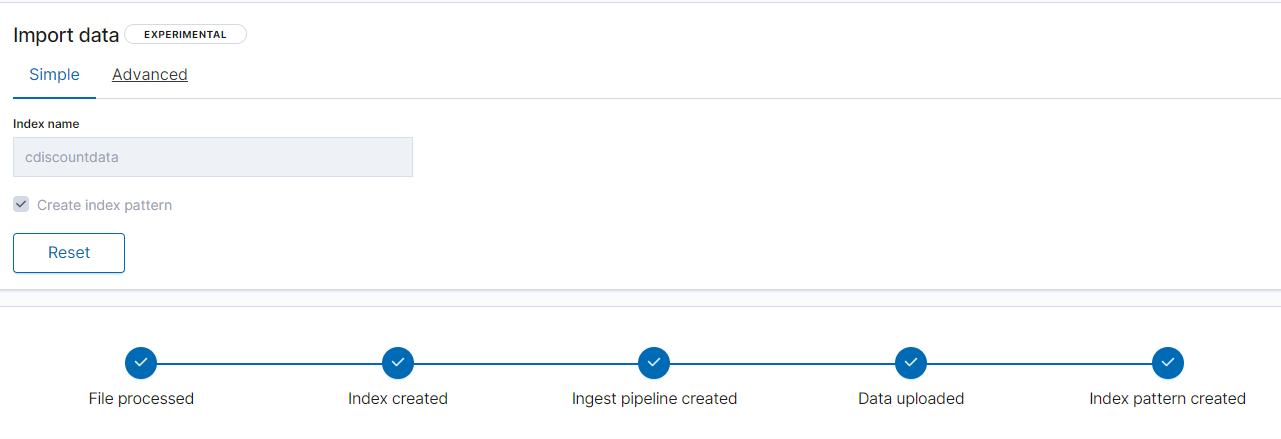 Import data EXPERIMENTAL
Simple Advanced
Index name
cdiscountdata
Create index pattern
Reset
File processed Index created Ingest pipeline created Data uploaded Index pattern created